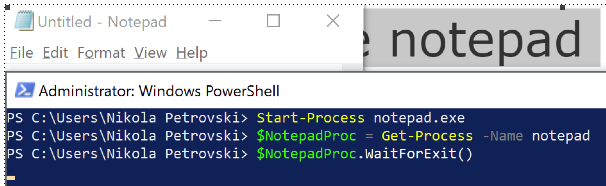 Untitled - Notepad
File Edit Format View Help
notepad
Administrator: Windows PowerShell
PS C:\Users\Nikola Petrovski> Start-Process notepad.exe
PS C:\Users\Nikola Petrovski> $NotepadProc = Get-Process -Name notepad
PS C:\Users\Nikola Petrovski> $NotepadProc.WaitForExit()